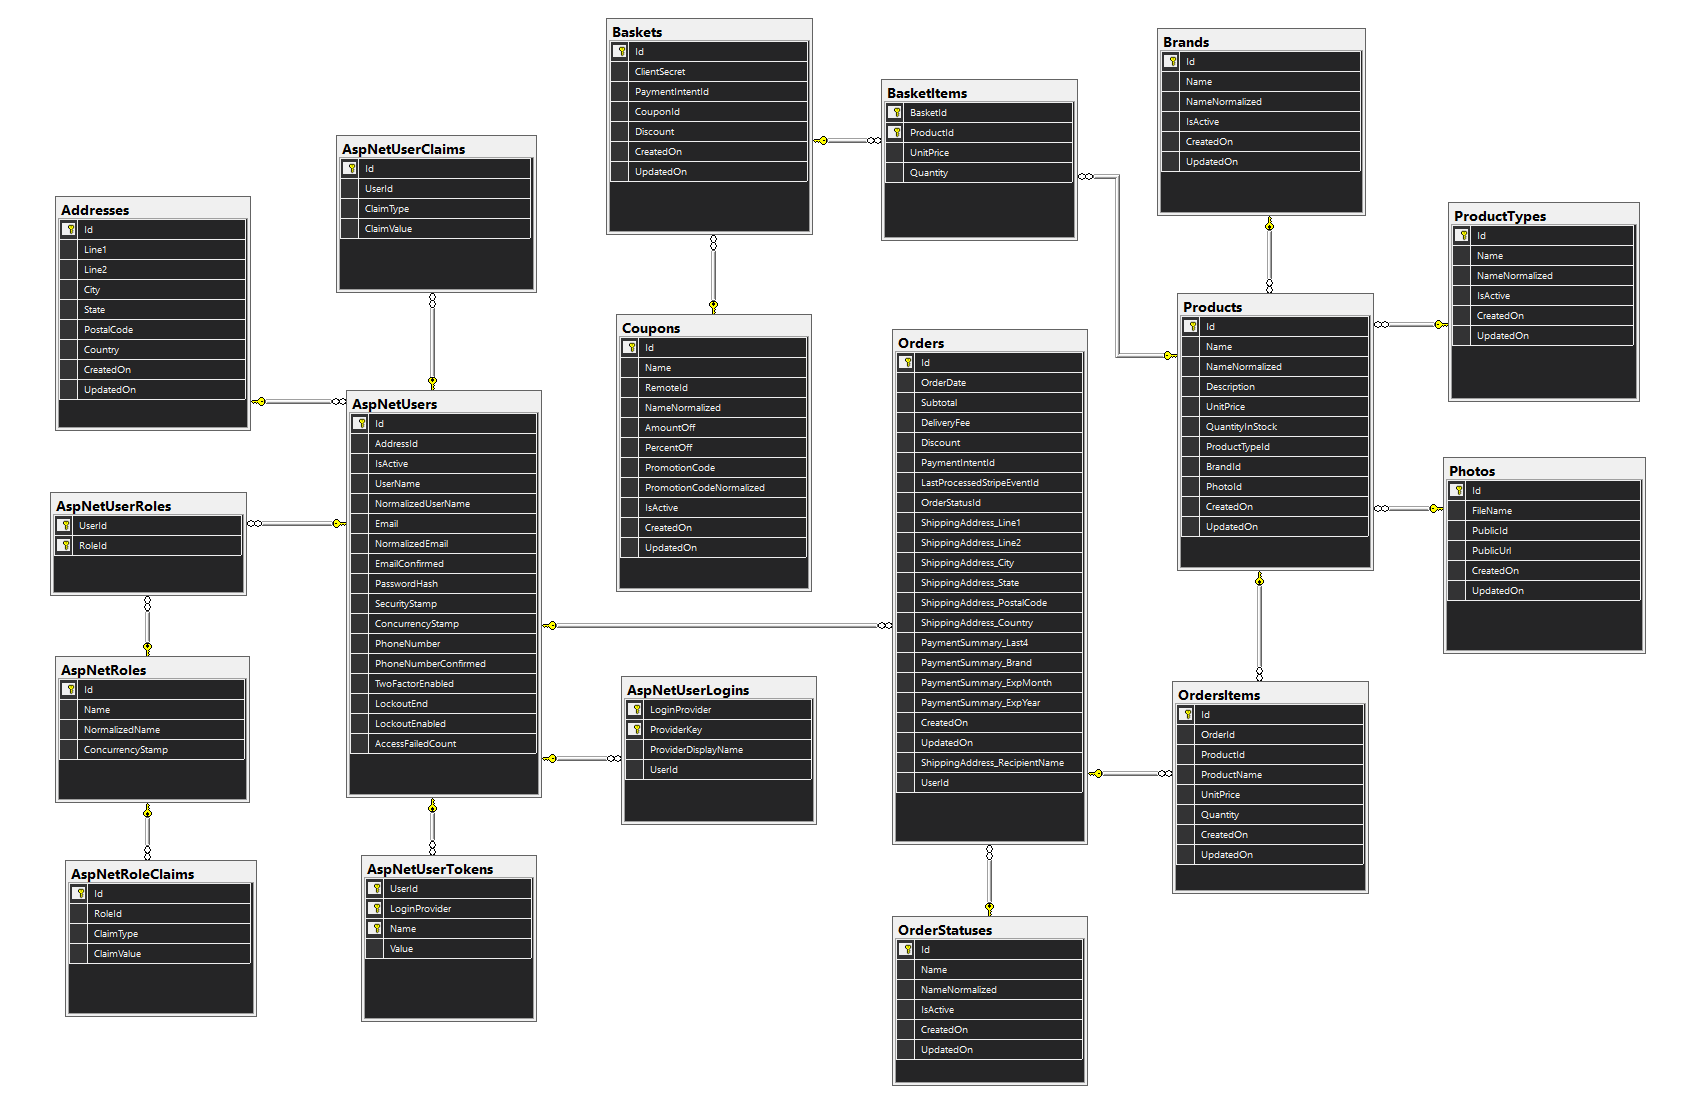 Baskets
Id
ClientSecret
PaymentIntentId
CouponId
Discount
CreatedOn
UpdatedOn
BasketItems
BasketId
ProductId
UnitPrice
Quantity
Brands
Id
Name
NameNormalized
IsActive
CreatedOn
UpdatedOn
AspNetUserClaims
Id
UserId
ClaimType
ClaimValue
Addresses
Id
Line1
Line2
City
State
PostalCode
Country
CreatedOn
UpdatedOn
ProductTypes
Id
Name
NameNormalized
IsActive
CreatedOn
UpdatedOn
Products
Id
Name
NameNormalized
Description
UnitPrice
QuantityInStock
ProductTypeId
BrandId
PhotoId
CreatedOn
UpdatedOn
Coupons
Id
Name
RemoteId
NameNormalized
AmountOff
PercentOff
PromotionCode
PromotionCodeNormalized
IsActive
CreatedOn
UpdatedOn
Orders
Id
OrderDate
Subtotal
DeliveryFee
Discount
PaymentIntentId
LastProcessedStripeEventId
OrderStatusId
ShippingAddress_Line1
ShippingAddress_Line2
ShippingAddress_City
ShippingAddress_State
ShippingAddress_PostalCode
ShippingAddress_Country
PaymentSummary_Last4
PaymentSummary_Brand
PaymentSummary_ExpMonth
PaymentSummary_ExpYear
CreatedOn
UpdatedOn
ShippingAddress_RecipientName
UserId
AspNetUsers
Id
AddressId
IsActive
UserName
NormalizedUserName
Email
NormalizedEmail
EmailConfirmed
PasswordHash
SecurityStamp
ConcurrencyStamp
PhoneNumber
PhoneNumberConfirmed
TwoFactorEnabled
LockoutEnd
LockoutEnabled
AccessFailedCount
Photos
Id
FileName
PublicId
PublicUrl
CreatedOn
UpdatedOn
AspNetUserRoles
UserId
RoleId
AspNetRoles
Id
Name
NormalizedName
ConcurrencyStamp
AspNetUserLogins
LoginProvider
ProviderKey
ProviderDisplayName
UserId
OrdersItems
Id
OrderId
ProductId
ProductName
UnitPrice
Quantity
CreatedOn
UpdatedOn
AspNetRoleClaims
Id
RoleId
ClaimType
ClaimValue
AspNetUserTokens
UserId
LoginProvider
Name
Value
OrderStatuses
Id
Name
NameNormalized
IsActive
CreatedOn
UpdatedOn